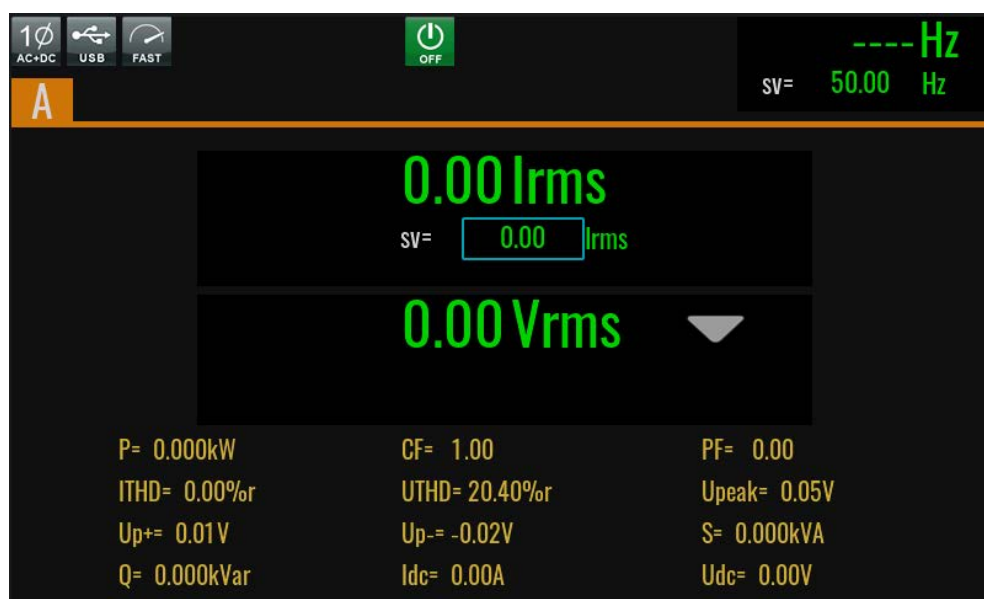 1Ø AC+DC USB FAST OFF
----Hz
sv= 50.00 Hz
A
0.00 Irms
sv= 0.00 Irms
0.00 Vrms
P= 0.000kW CF= 1.00 PF= 0.00
ITHD= 0.00%r UTHD= 20.40%r Upeak= 0.05V
Up+= 0.01V Up-= -0.02V S= 0.000kVA
Q= 0.000kVar Idc= 0.00A Udc= 0.00V